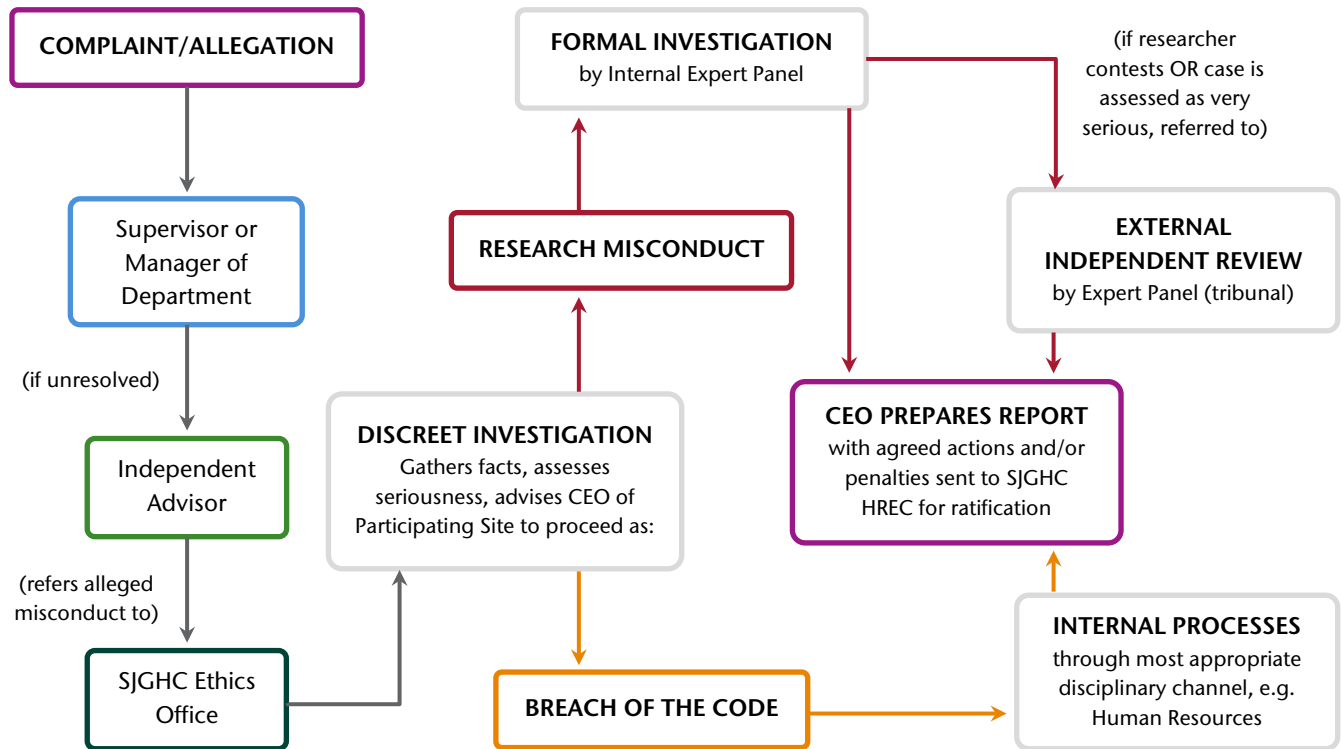 COMPLAINT/ALLEGATION
Supervisor or
Manager of
Department
(if unresolved)
Independent
Advisor
(refers alleged
misconduct to)
SJGHC Ethics
Office
DISCREET INVESTIGATION
Gathers facts, assesses
seriousness, advises CEO of
Participating Site to proceed as:
RESEARCH MISCONDUCT
FORMAL INVESTIGATION
by Internal Expert Panel
(if researcher
contests OR case is
assessed as very
serious, referred to)
EXTERNAL
INDEPENDENT REVIEW
by Expert Panel (tribunal)
CEO PREPARES REPORT
with agreed actions and/or
penalties sent to SJGHC
HREC for ratification
BREACH OF THE CODE
INTERNAL PROCESSES
through most appropriate
disciplinary channel, e.g.
Human Resources